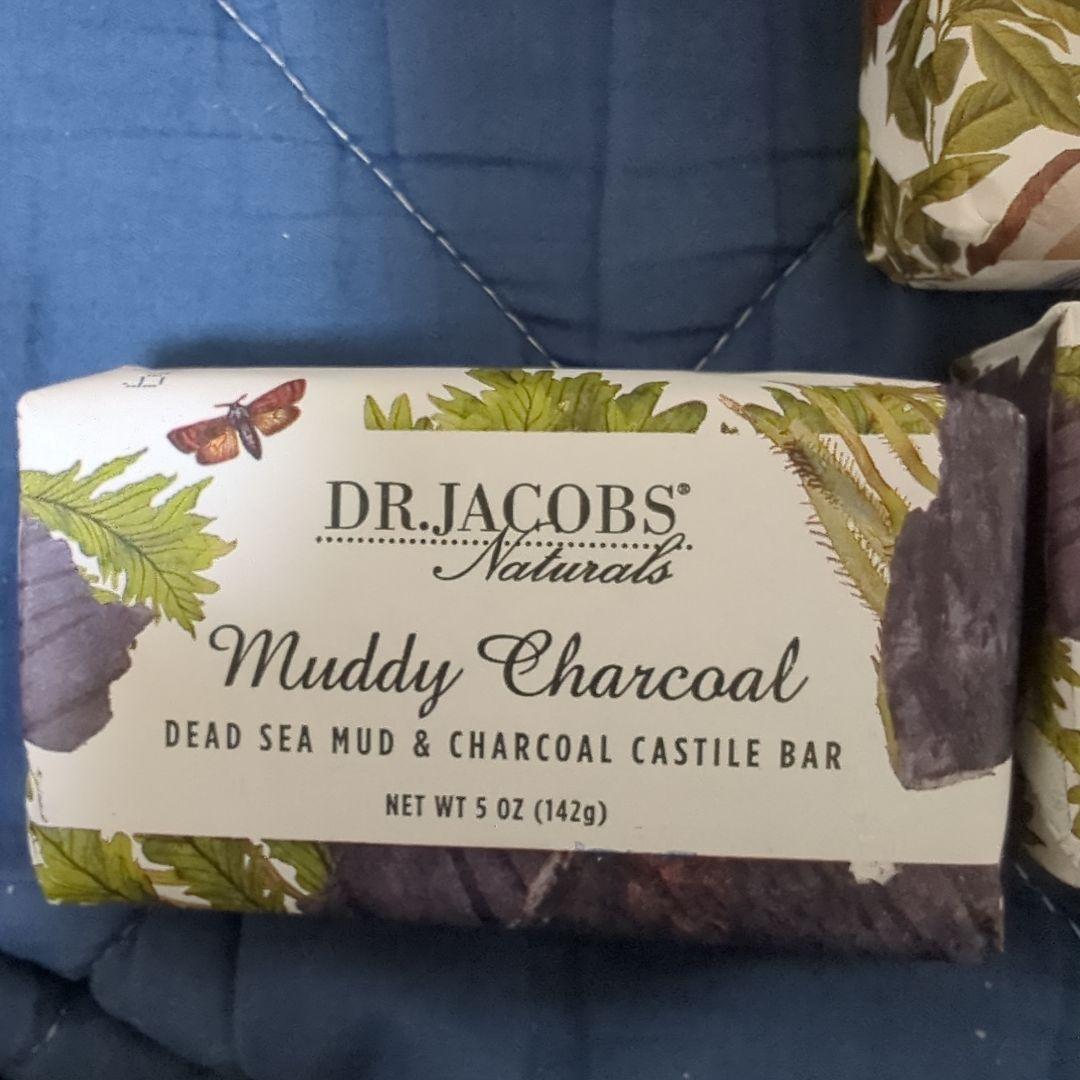 DR.JACOBS®
Naturals
Muddy Charcoal
DEAD SEA MUD & CHARCOAL CASTILE BAR
NET WT 5 OZ (142g)